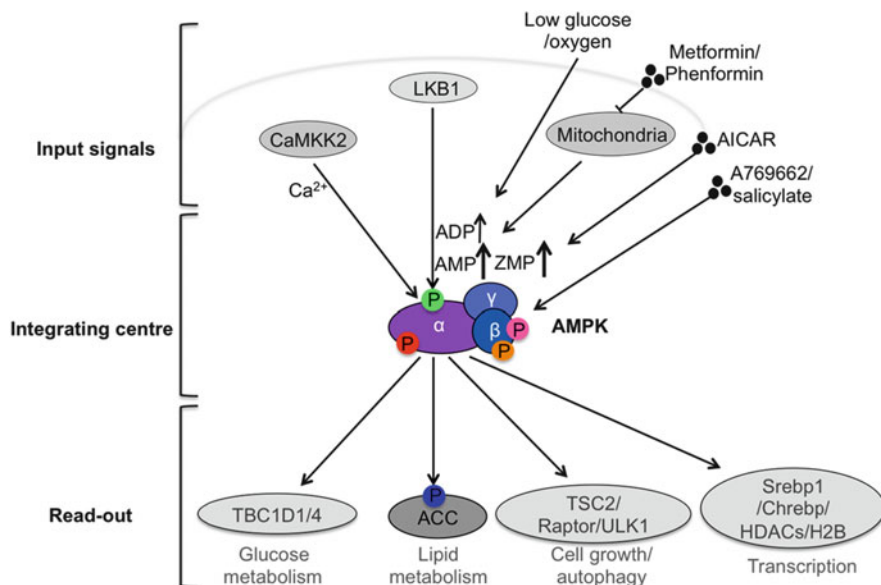 Low glucose
/oxygen
Metformin/
Phenformin
LKB1
CaMKK2
Mitochondria
AICAR
Input signals
A769662/
salicylate
Ca2+
ADP
AMP
ZMP
P
γ
α
β
P
AMPK
Integrating centre
P
P
P
TBC1D1/4
ACC
TSC2/
Raptor/ULK1
Srebp1
/Chrebp/
HDACs/H2B
Read-out
Glucose
metabolism
Lipid
metabolism
Cell growth/
autophagy
Transcription